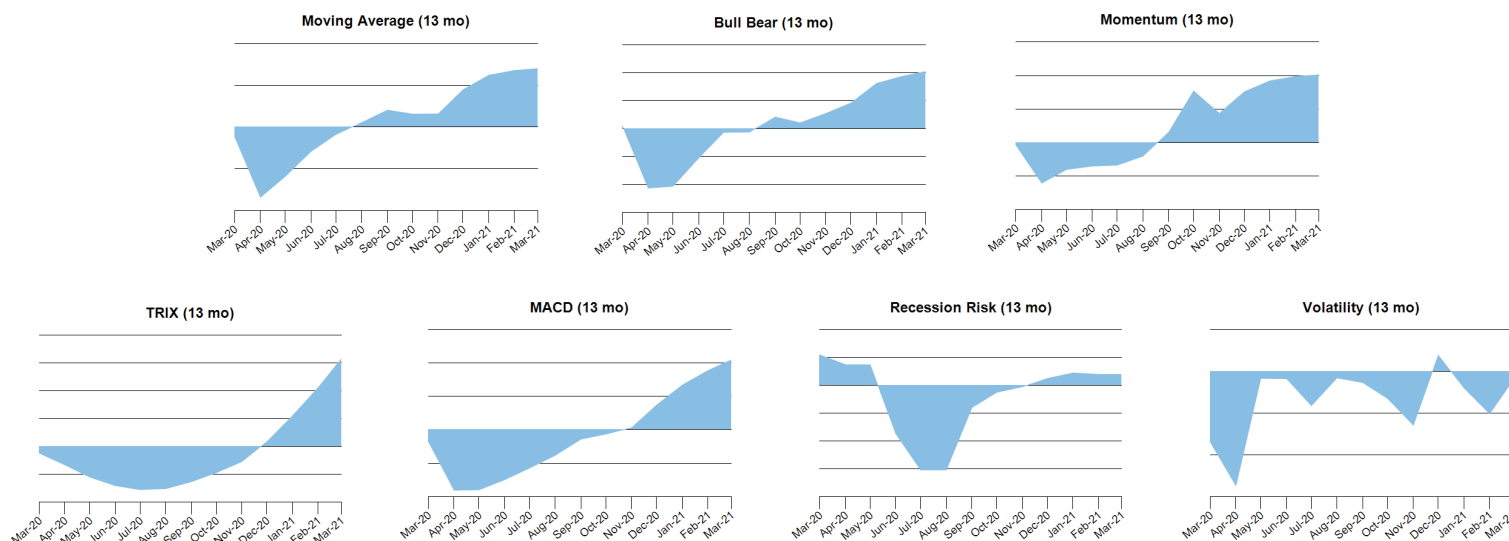 Moving Average (13 mo)
Mar-20 Apr-20 May-20 Jun-20 Jul-20 Aug-20 Sep-20 Oct-20 Nov-20 Dec-20 Jan-21 Feb-21 Mar-21
Bull Bear (13 mo)
Mar-20 Apr-20 May-20 Jun-20 Jul-20 Aug-20 Sep-20 Oct-20 Nov-20 Dec-20 Jan-21 Feb-21 Mar-21
Momentum (13 mo)
Mar-20 Apr-20 May-20 Jun-20 Jul-20 Aug-20 Sep-20 Oct-20 Nov-20 Dec-20 Jan-21 Feb-21 Mar-21
TRIX (13 mo)
Mar-20 Apr-20 May-20 Jun-20 Jul-20 Aug-20 Sep-20 Oct-20 Nov-20 Dec-20 Jan-21 Feb-21 Mar-21
MACD (13 mo)
Mar-20 Apr-20 May-20 Jun-20 Jul-20 Aug-20 Sep-20 Oct-20 Nov-20 Dec-20 Jan-21 Feb-21 Mar-21
Recession Risk (13 mo)
Mar-20 Apr-20 May-20 Jun-20 Jul-20 Aug-20 Sep-20 Oct-20 Nov-20 Dec-20 Jan-21 Feb-21 Mar-21
Volatility (13 mo)
Mar-20 Apr-20 May-20 Jun-20 Jul-20 Aug-20 Sep-20 Oct-20 Nov-20 Dec-20 Jan-21 Feb-21